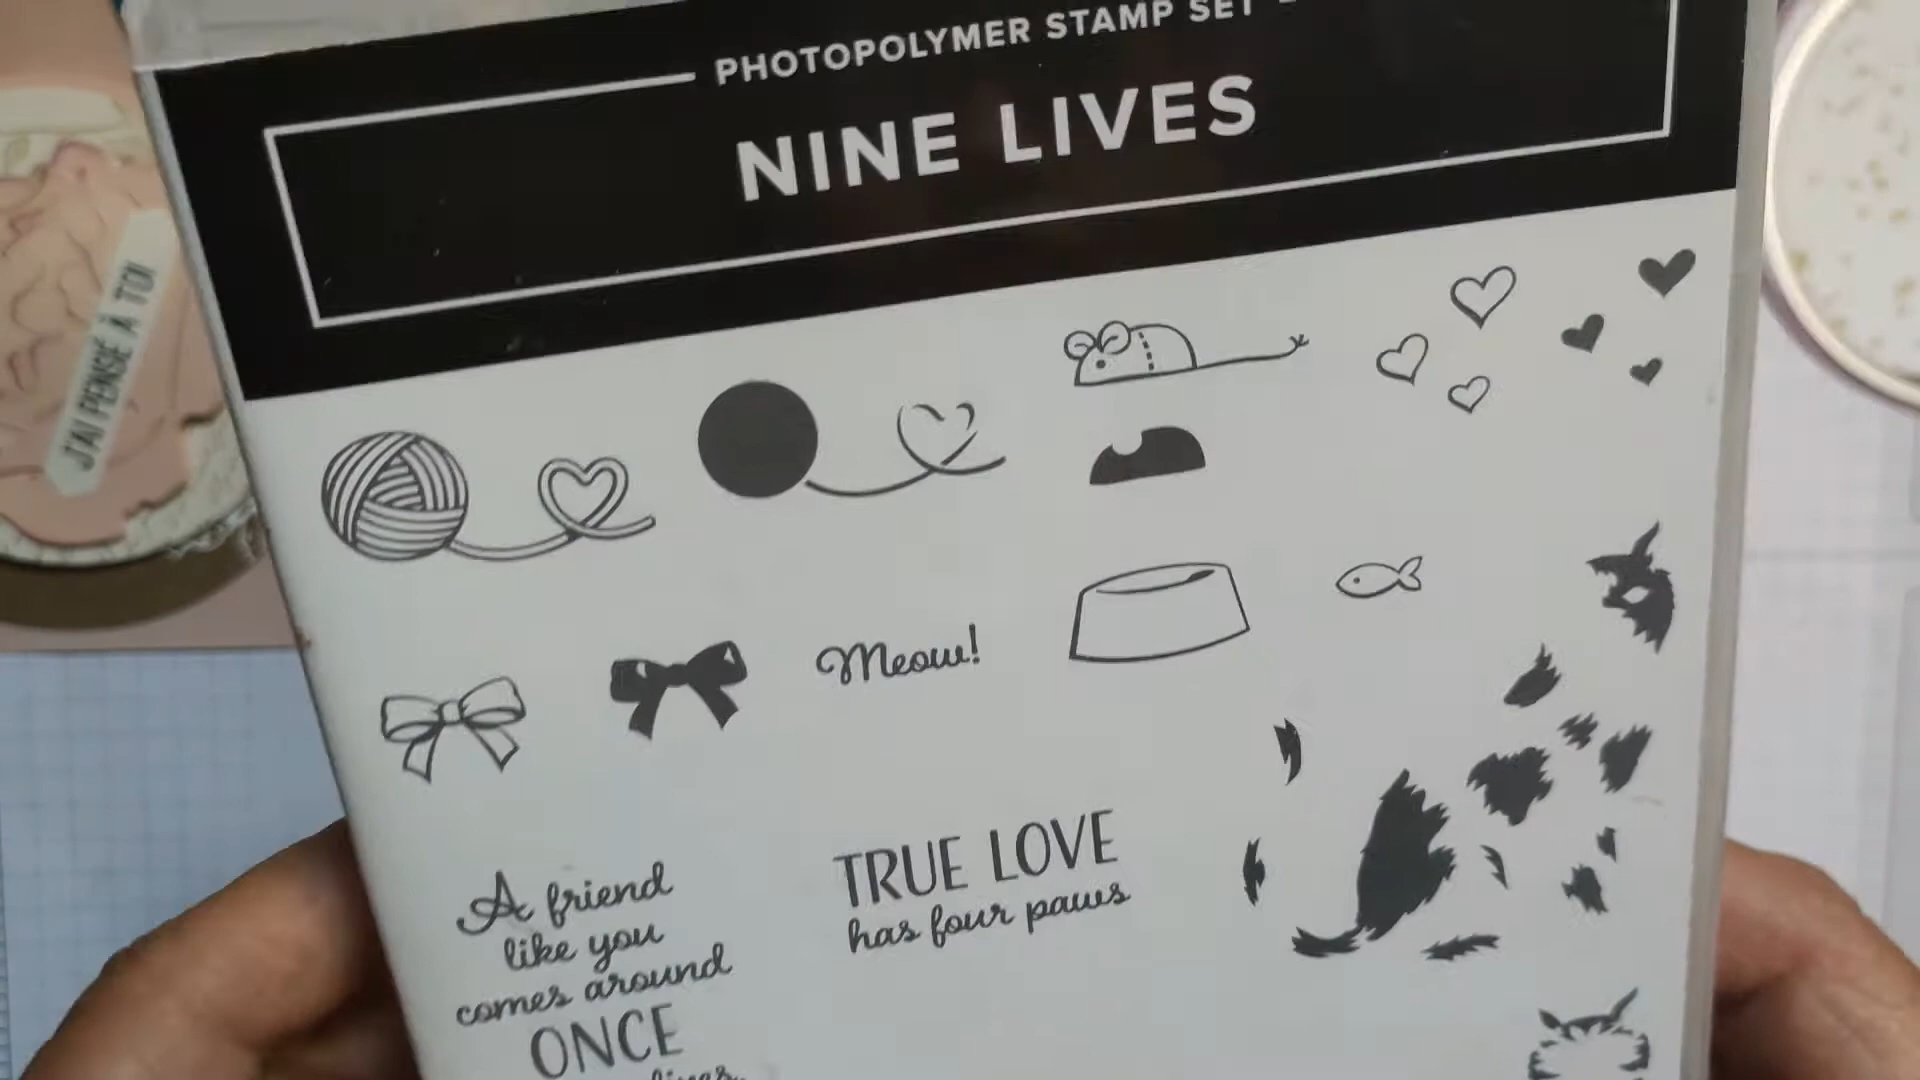 PHOTOPOLYMER STAMP SET
NINE LIVES
J'AI PENSÉ À TOI
Meow!
TRUE LOVE
has four paws
A friend
like you
comes around
ONCE
lives